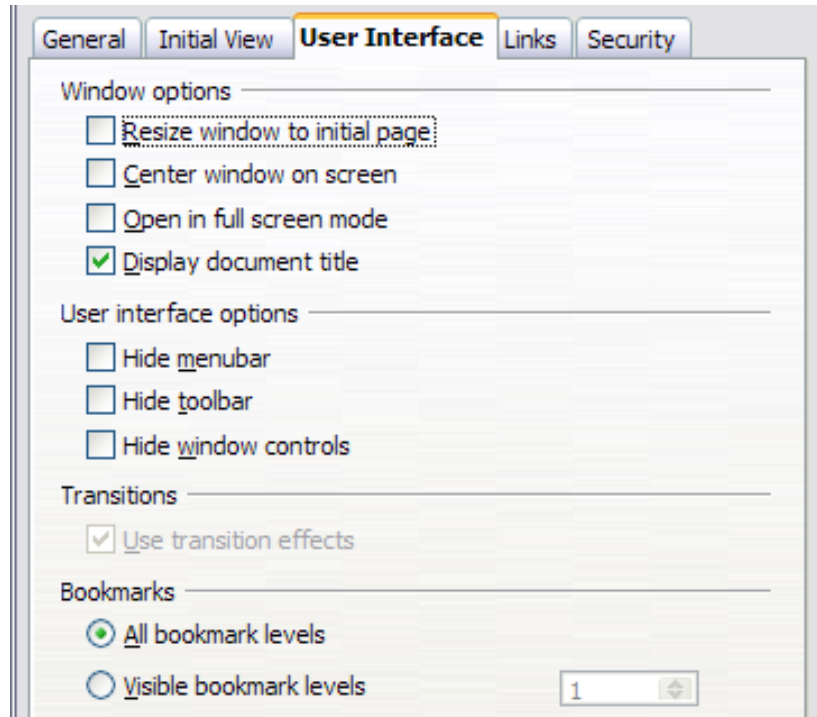 General Initial View User Interface Links Security
Window options
Resize window to initial page
Center window on screen
Open in full screen mode
Display document title
User interface options
Hide menubar
Hide toolbar
Hide window controls
Transitions
Use transition effects
Bookmarks
All bookmark levels
Visible bookmark levels 1